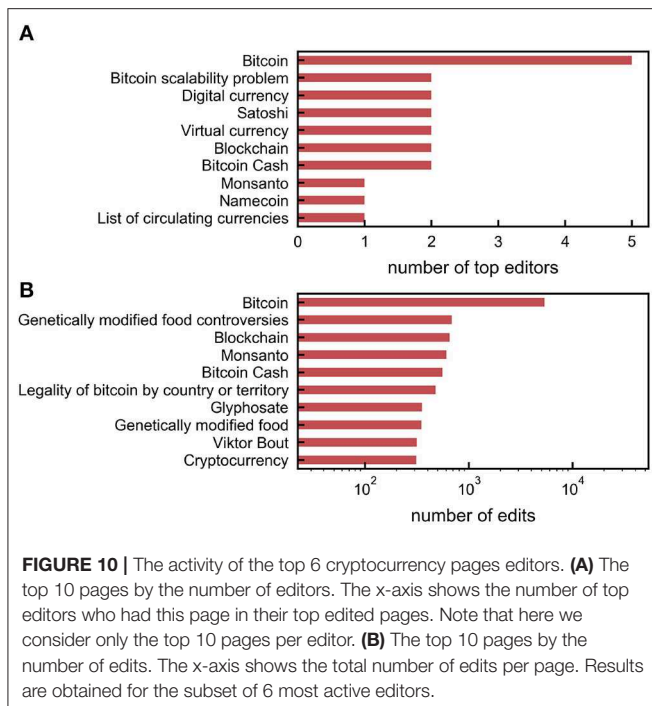 A
Bitcoin
Bitcoin scalability problem
Digital currency
Satoshi
Virtual currency
Blockchain
Bitcoin Cash
Monsanto
Namecoin
List of circulating currencies
0 1 2 3 4 5
number of top editors
B
Bitcoin
Genetically modified food controversies
Blockchain
Monsanto
Bitcoin Cash
Legality of bitcoin by country or territory
Glyphosate
Genetically modified food
Viktor Bout
Cryptocurrency
10² 10³ 10⁴
number of edits
FIGURE 10 | The activity of the top 6 cryptocurrency pages editors. (A) The
top 10 pages by the number of editors. The x-axis shows the number of top
editors who had this page in their top edited pages. Note that here we
consider only the top 10 pages per editor. (B) The top 10 pages by the
number of edits. The x-axis shows the total number of edits per page. Results
are obtained for the subset of 6 most active editors.